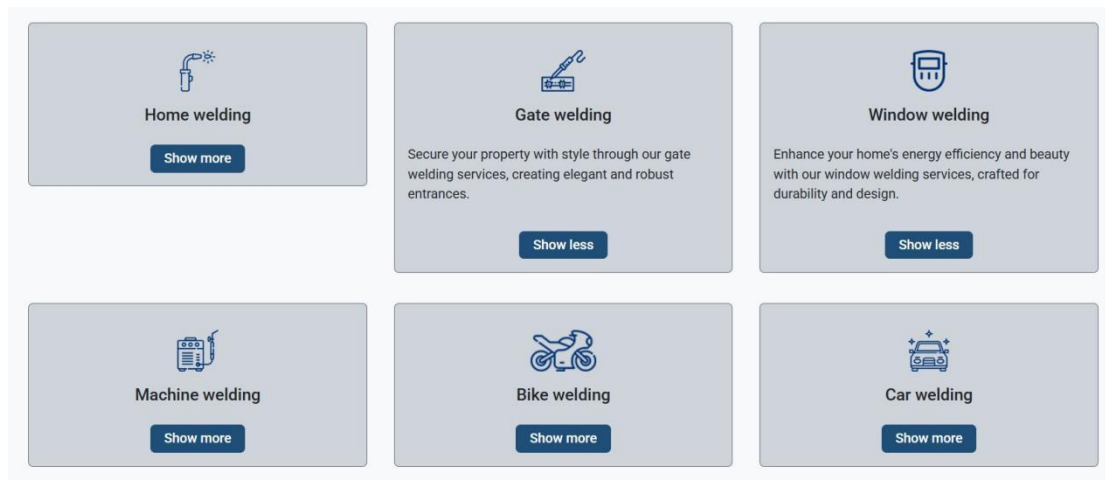 Home welding
Show more
Gate welding
Secure your property with style through our gate
welding services, creating elegant and robust
entrances.
Show less
Window welding
Enhance your home's energy efficiency and beauty
with our window welding services, crafted for
durability and design.
Show less
Machine welding
Show more
Bike welding
Show more
Car welding
Show more